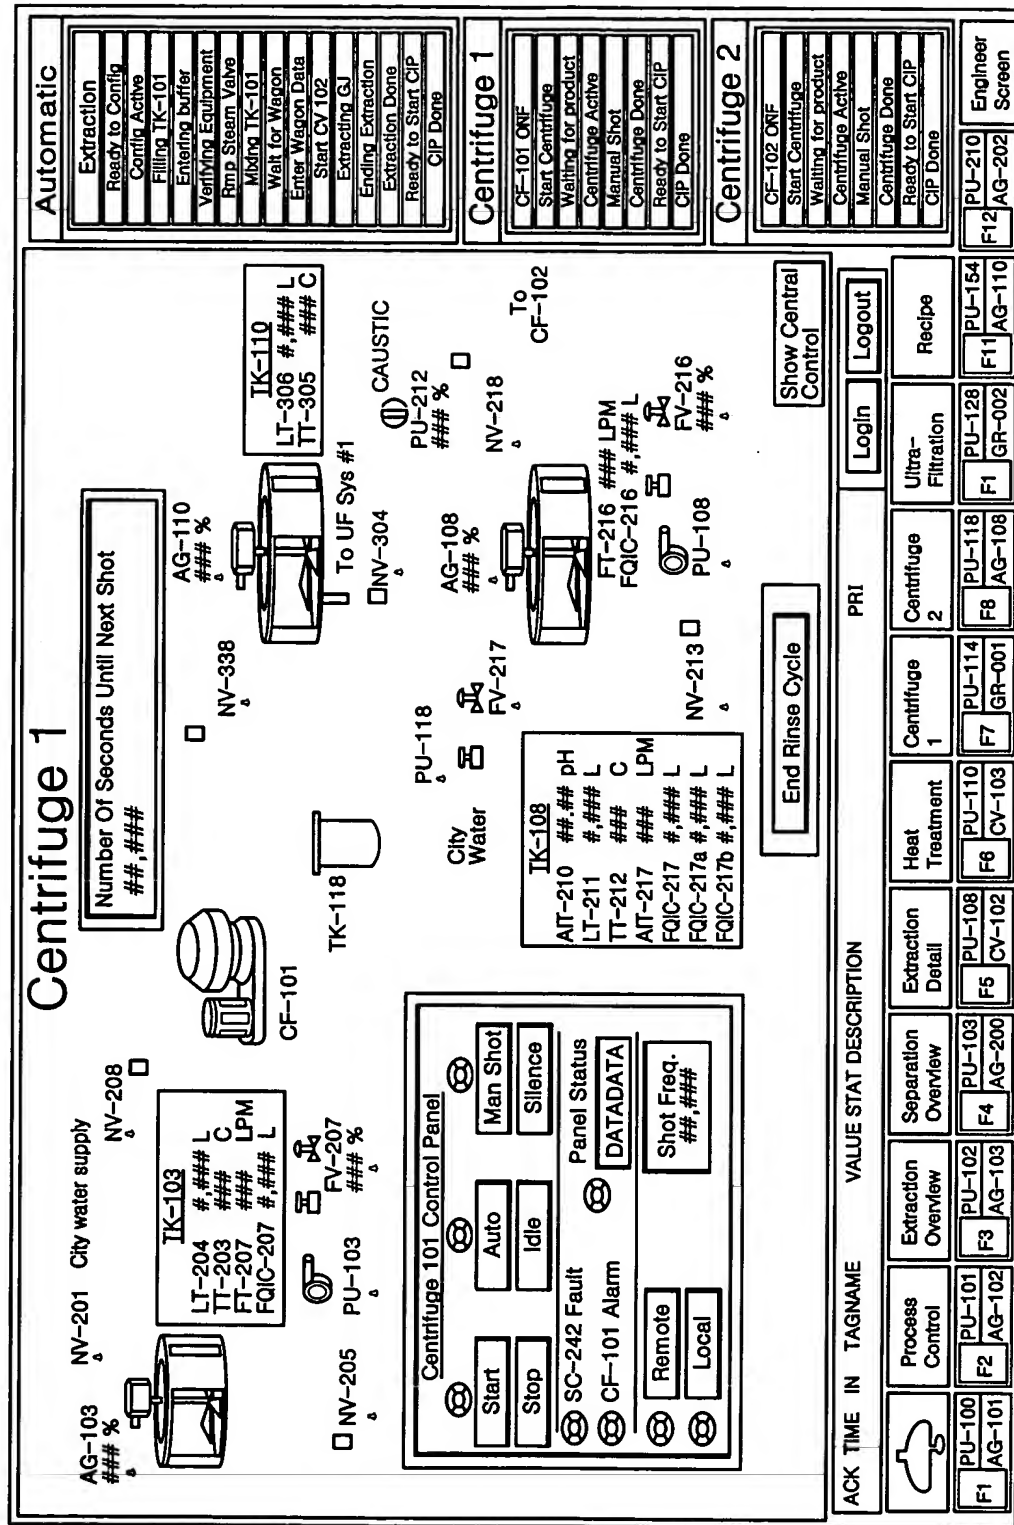 Centrifuge 1
Number Of Seconds Until Next Shot
##,###
NV-201
City water supply
AG-103
### %
NV-208
TK-103
LT-204 #,### L
TT-203 ### C
FT-207 ### LPM
FQIC-207 #,### L
NV-205
PU-103
FV-207
### %
CF-101
TK-118
NV-338
AG-110
### %
TK-110
LT-306 #,### L
TT-305 ### C
To UF Sys #1
NV-304
CAUSTIC
PU-212
### %
NV-218
PU-118
City
Water
FV-217
AG-108
### %
TK-108
AIT-210 ##.## pH
LT-211 #,### L
TT-212 ### C
AIT-217 ### LPM
FQIC-217 #,### L
FQIC-217a #,### L
FQIC-217b #,### L
NV-213
FT-216 ### LPM
FQIC-216 #,### L
PU-108
FV-216
### %
To
CF-102
Centrifuge 101 Control Panel
Start
Auto
Man Shot
Stop
Idle
Silence
SC-242 Fault
CF-101 Alarm
Panel Status
DATADATA
Remote
Local
Shot Freq.
##,###
End Rinse Cycle
Show Central
Control
Automatic
Extraction
Ready to Config
Config Active
Filling TK-101
Entering buffer
Verifying Equipment
Rmp Steem Valve
Mixing TK-101
Wait for Wagon
Enter Wagon Data
Start CV 102
Extracting GJ
Ending Extraction
Extraction Done
Ready to Start CIP
CIP Done
Centrifuge 1
CF-101 ONF
Start Centrifuge
Waiting for product
Centrifuge Active
Manual Shot
Centrifuge Done
Ready to Start CIP
CIP Done
Centrifuge 2
CF-102 ONF
Start Centrifuge
Waiting for product
Centrifuge Active
Manual Shot
Centrifuge Done
Ready to Start CIP
CIP Done
ACK TIME IN TAGNAME VALUE STAT DESCRIPTION PRI
Login
Logout
Process
Control
Extraction
Overview
Separation
Overview
Extraction
Detail
Heat
Treatment
Centrifuge
1
Centrifuge
2
Ultra-
Filtration
Recipe
Engineer
Screen
F1 PU-100
AG-101
F2 PU-101
AG-102
F3 PU-102
AG-103
F4 PU-103
AG-200
F5 PU-108
CV-102
F6 PU-110
CV-103
F7 PU-114
GR-001
F8 PU-118
AG-108
F1 PU-128
GR-002
F11 PU-154
AG-110
F12 PU-210
AG-202